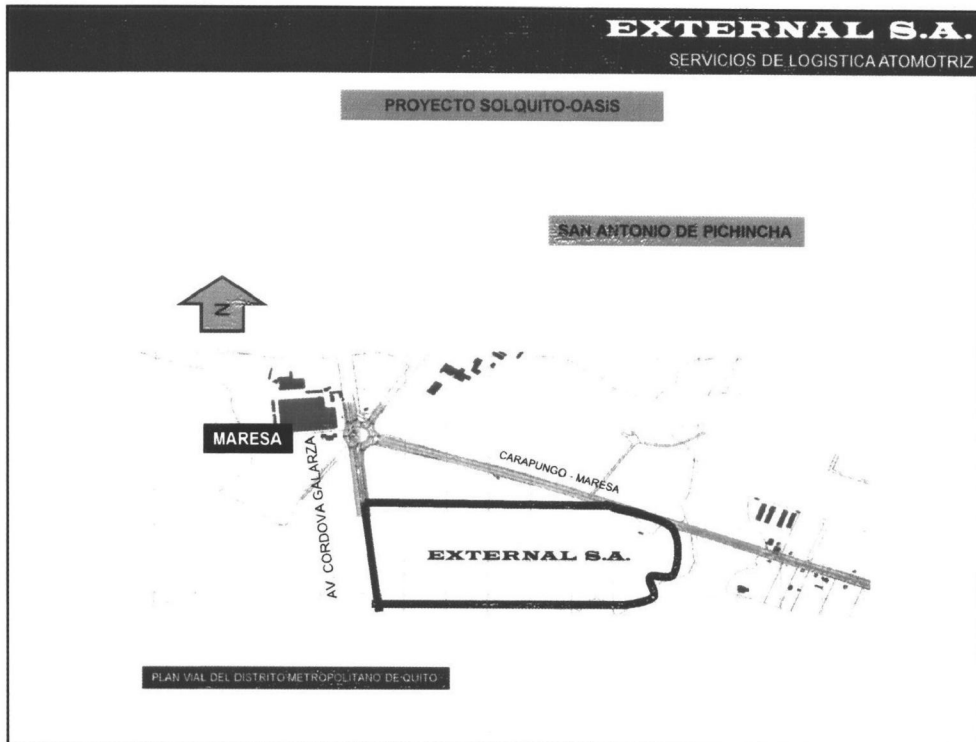 EXTERNAL S.A.
SERVICIOS DE LOGISTICA ATOMOTRIZ
PROYECTO SOLQUITO-OASiS
SAN ANTONIO DE PICHINCHA
N
MARESA
AV CORDOVA GALARZA
CARAPUNGO - MARESA
EXTERNAL S.A.
PLAN VIAL DEL DISTRITO METROPOLITANO DE QUITO